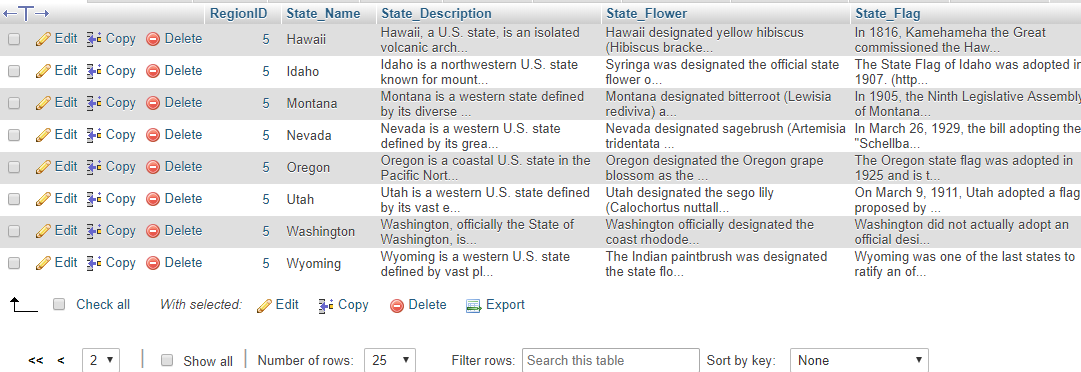 RegionID State_Name State_Description State_Flower State_Flag
Edit Copy Delete 5 Hawaii Hawaii, a U.S. state, is an isolated volcanic arch... Hawaii designated yellow hibiscus (Hibiscus bracke... In 1816, Kamehameha the Great commissioned the Haw...
Edit Copy Delete 5 Idaho Idaho is a northwestern U.S. state known for mount... Syringa was designated the official state flower o... The State Flag of Idaho was adopted in 1907. (http...
Edit Copy Delete 5 Montana Montana is a western state defined by its diverse ... Montana designated bitterroot (Lewisia rediviva) a... In 1905, the Ninth Legislative Assembly of Montana...
Edit Copy Delete 5 Nevada Nevada is a western U.S. state defined by its grea... Nevada designated sagebrush (Artemisia tridentata ... In March 26, 1929, the bill adopting the "Schellba...
Edit Copy Delete 5 Oregon Oregon is a coastal U.S. state in the Pacific Nort... Oregon designated the Oregon grape blossom as the ... The Oregon state flag was adopted in 1925 and is t...
Edit Copy Delete 5 Utah Utah is a western U.S. state defined by its vast e... Utah designated the sego lily (Calochortus nuttall... On March 9, 1911, Utah adopted a flag proposed by ...
Edit Copy Delete 5 Washington Washington, officially the State of Washington, is... Washington officially designated the coast rhodode... Washington did not actually adopt an official desi...
Edit Copy Delete 5 Wyoming Wyoming is a western U.S. state defined by vast pl... The Indian paintbrush was designated the state flo... Wyoming was one of the last states to ratify an of...
Check all With selected: Edit Copy Delete Export
<< < 2 Show all Number of rows: 25 Filter rows: Search this table Sort by key: None